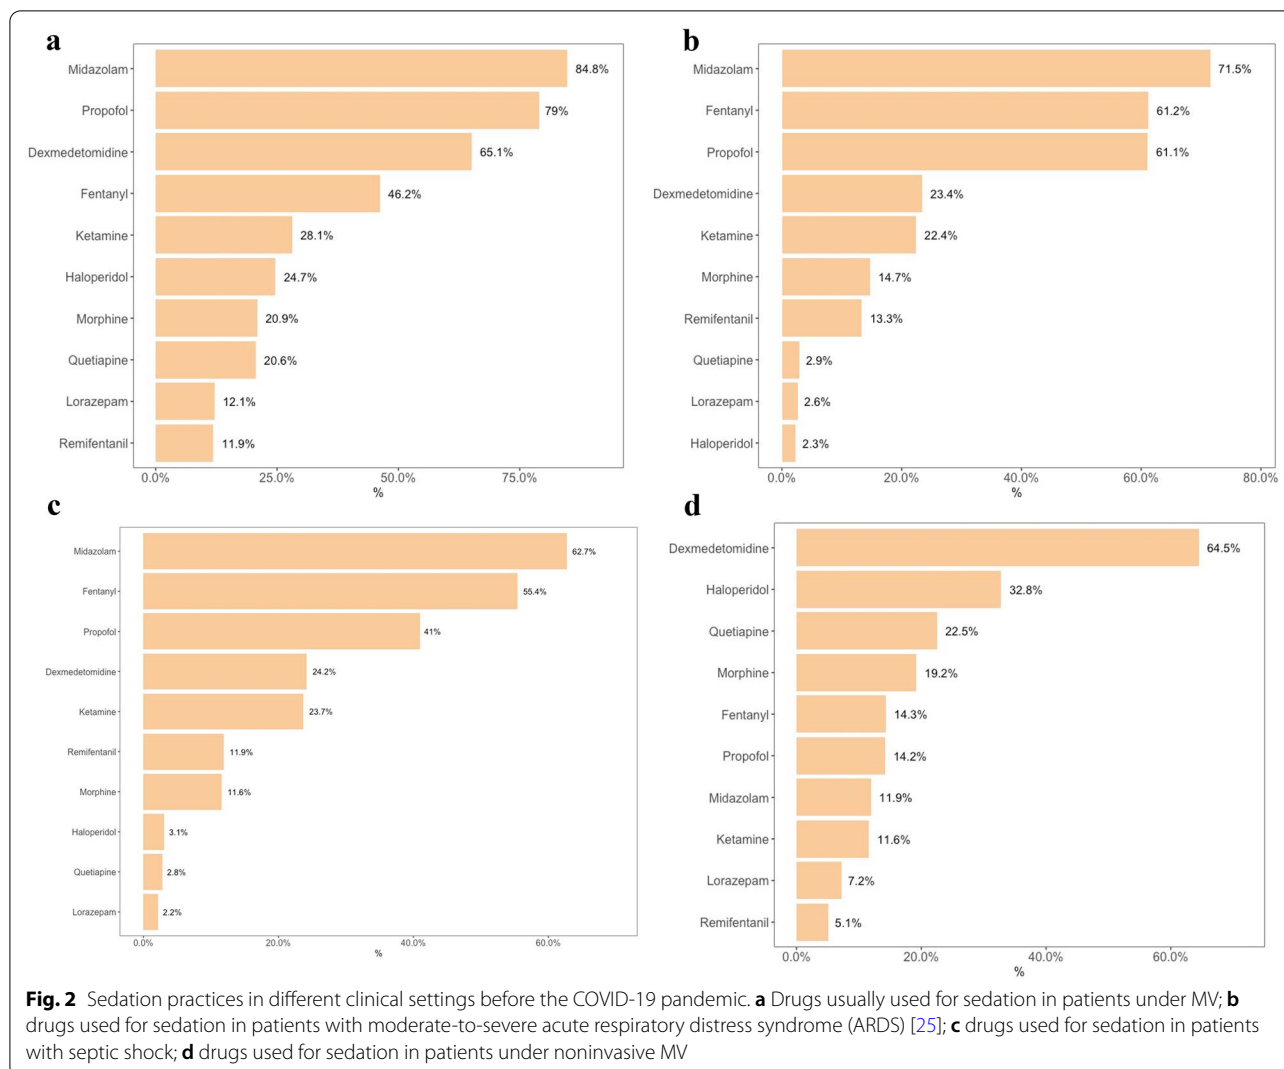 a
Midazolam 84.8%
Propofol 79%
Dexmedetomidine 65.1%
Fentanyl 46.2%
Ketamine 28.1%
Haloperidol 24.7%
Morphine 20.9%
Quetiapine 20.6%
Lorazepam 12.1%
Remifentanil 11.9%
0.0% 25.0% 50.0% 75.0%
%
b
Midazolam 71.5%
Fentanyl 61.2%
Propofol 61.1%
Dexmedetomidine 23.4%
Ketamine 22.4%
Morphine 14.7%
Remifentanil 13.3%
Quetiapine 2.9%
Lorazepam 2.6%
Haloperidol 2.3%
0.0% 20.0% 40.0% 60.0% 80.0%
%
c
Midazolam 62.7%
Fentanyl 55.4%
Propofol 41%
Dexmedetomidine 24.2%
Ketamine 23.7%
Remifentanil 11.9%
Morphine 11.6%
Haloperidol 3.1%
Quetiapine 2.8%
Lorazepam 2.2%
0.0% 20.0% 40.0% 60.0%
%
d
Dexmedetomidine 64.5%
Haloperidol 32.8%
Quetiapine 22.5%
Morphine 19.2%
Fentanyl 14.3%
Propofol 14.2%
Midazolam 11.9%
Ketamine 11.6%
Lorazepam 7.2%
Remifentanil 5.1%
0.0% 20.0% 40.0% 60.0%
%
Fig. 2 Sedation practices in different clinical settings before the COVID-19 pandemic. a Drugs usually used for sedation in patients under MV; b
drugs used for sedation in patients with moderate-to-severe acute respiratory distress syndrome (ARDS) [25]; c drugs used for sedation in patients
with septic shock; d drugs used for sedation in patients under noninvasive MV